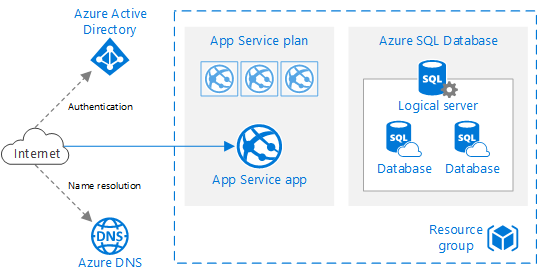 Azure Active
Directory
Authentication
Internet
Name resolution
DNS
Azure DNS
App Service plan
App Service app
Azure SQL Database
SQL
Logical server
SQL
SQL
Database
Database
Resource
group